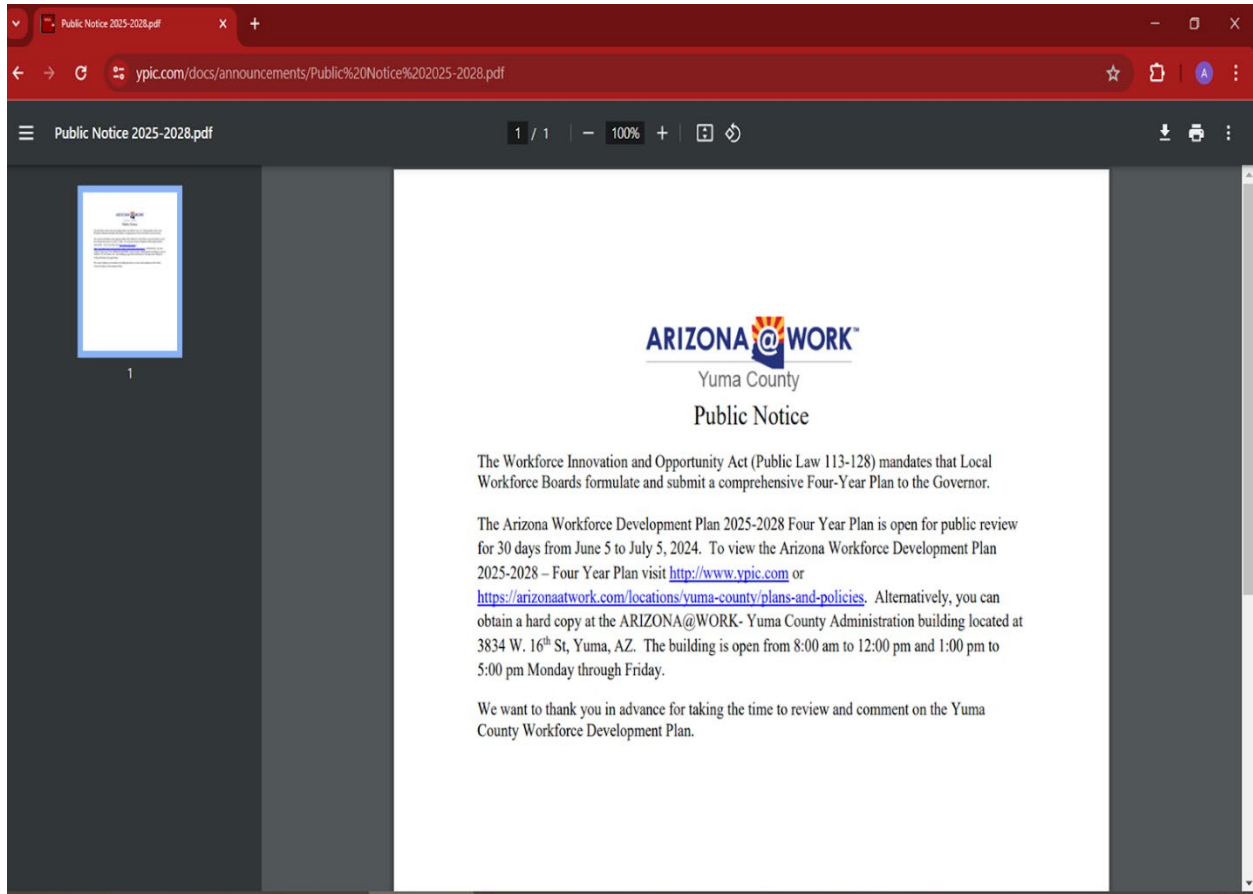 Public Notice 2025-2028.pdf
ypic.com/docs/announcements/Public%20Notice%202025-2028.pdf
A
Public Notice 2025-2028.pdf
1 / 1
100%
1
ARIZONA@WORK™
Yuma County
Public Notice
The Workforce Innovation and Opportunity Act (Public Law 113-128) mandates that Local
Workforce Boards formulate and submit a comprehensive Four-Year Plan to the Governor.
The Arizona Workforce Development Plan 2025-2028 Four Year Plan is open for public review
for 30 days from June 5 to July 5, 2024.  To view the Arizona Workforce Development Plan
2025-2028 – Four Year Plan visit http://www.ypic.com or
https://arizonaatwork.com/locations/yuma-county/plans-and-policies.  Alternatively, you can
obtain a hard copy at the ARIZONA@WORK- Yuma County Administration building located at
3834 W. 16th St, Yuma, AZ.  The building is open from 8:00 am to 12:00 pm and 1:00 pm to
5:00 pm Monday through Friday.
We want to thank you in advance for taking the time to review and comment on the Yuma
County Workforce Development Plan.